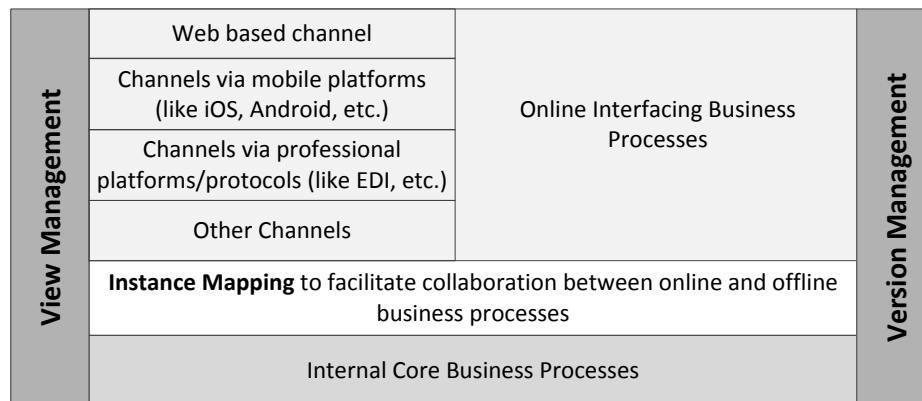 View Management
Web based channel
Channels via mobile platforms
(like iOS, Android, etc.)
Channels via professional
platforms/protocols (like EDI, etc.)
Other Channels
Online Interfacing Business
Processes
Instance Mapping to facilitate collaboration between online and offline
business processes
Internal Core Business Processes
Version Management